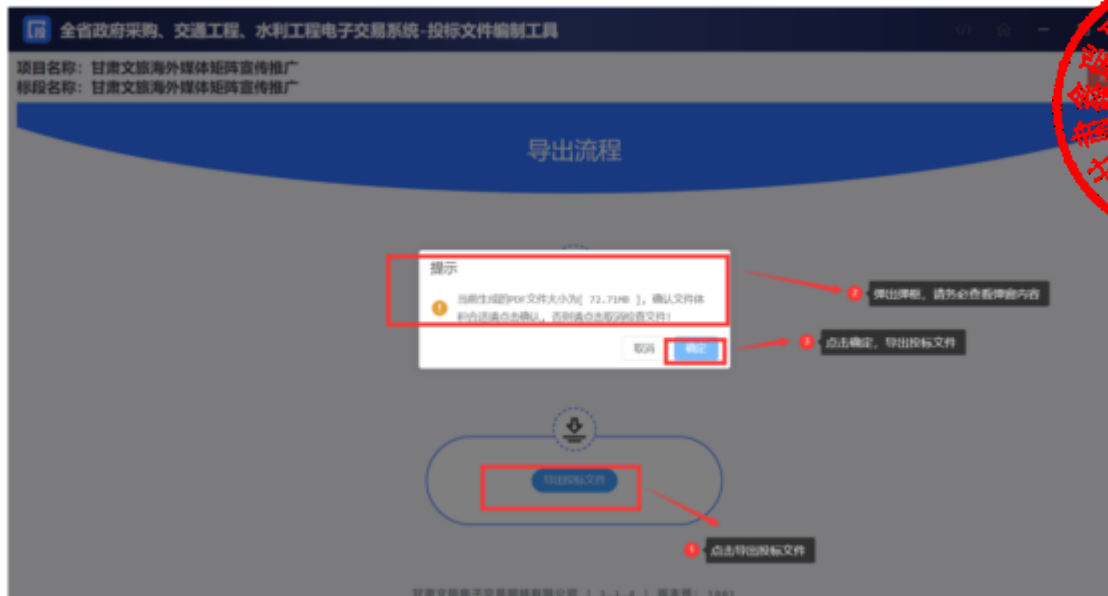 全省政府采购、交通工程、水利工程电子交易系统-投标文件编制工具
项目名称：甘肃文旅海外媒体矩阵宣传推广
标段名称：甘肃文旅海外媒体矩阵宣传推广
导出流程
提示
当前生成的PDF文件大小为[ 72.71MB ]，确认文件体
积合适请点击确认，否则请点击取消检查文件！
取消 确定
2 弹出弹框，请务必查看弹窗内容
3 点击确定，导出投标文件
导出投标文件
1 点击导出投标文件